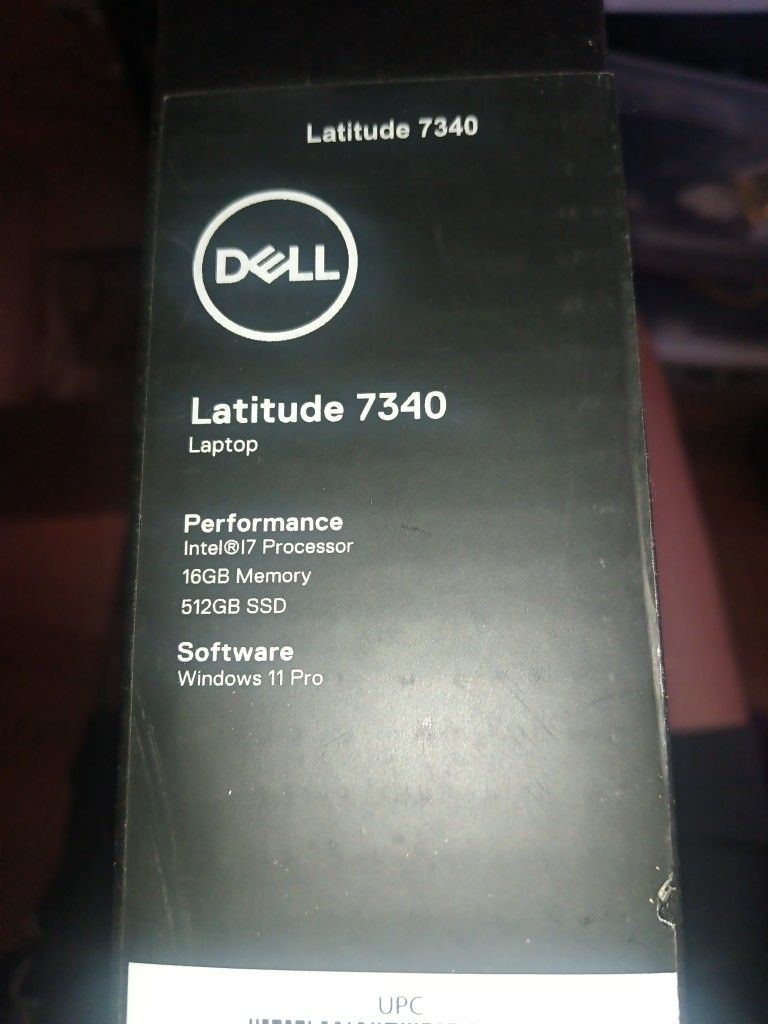 Latitude 7340
DELL
Latitude 7340
Laptop
Performance
Intel®I7 Processor
16GB Memory
512GB SSD
Software
Windows 11 Pro
UPC